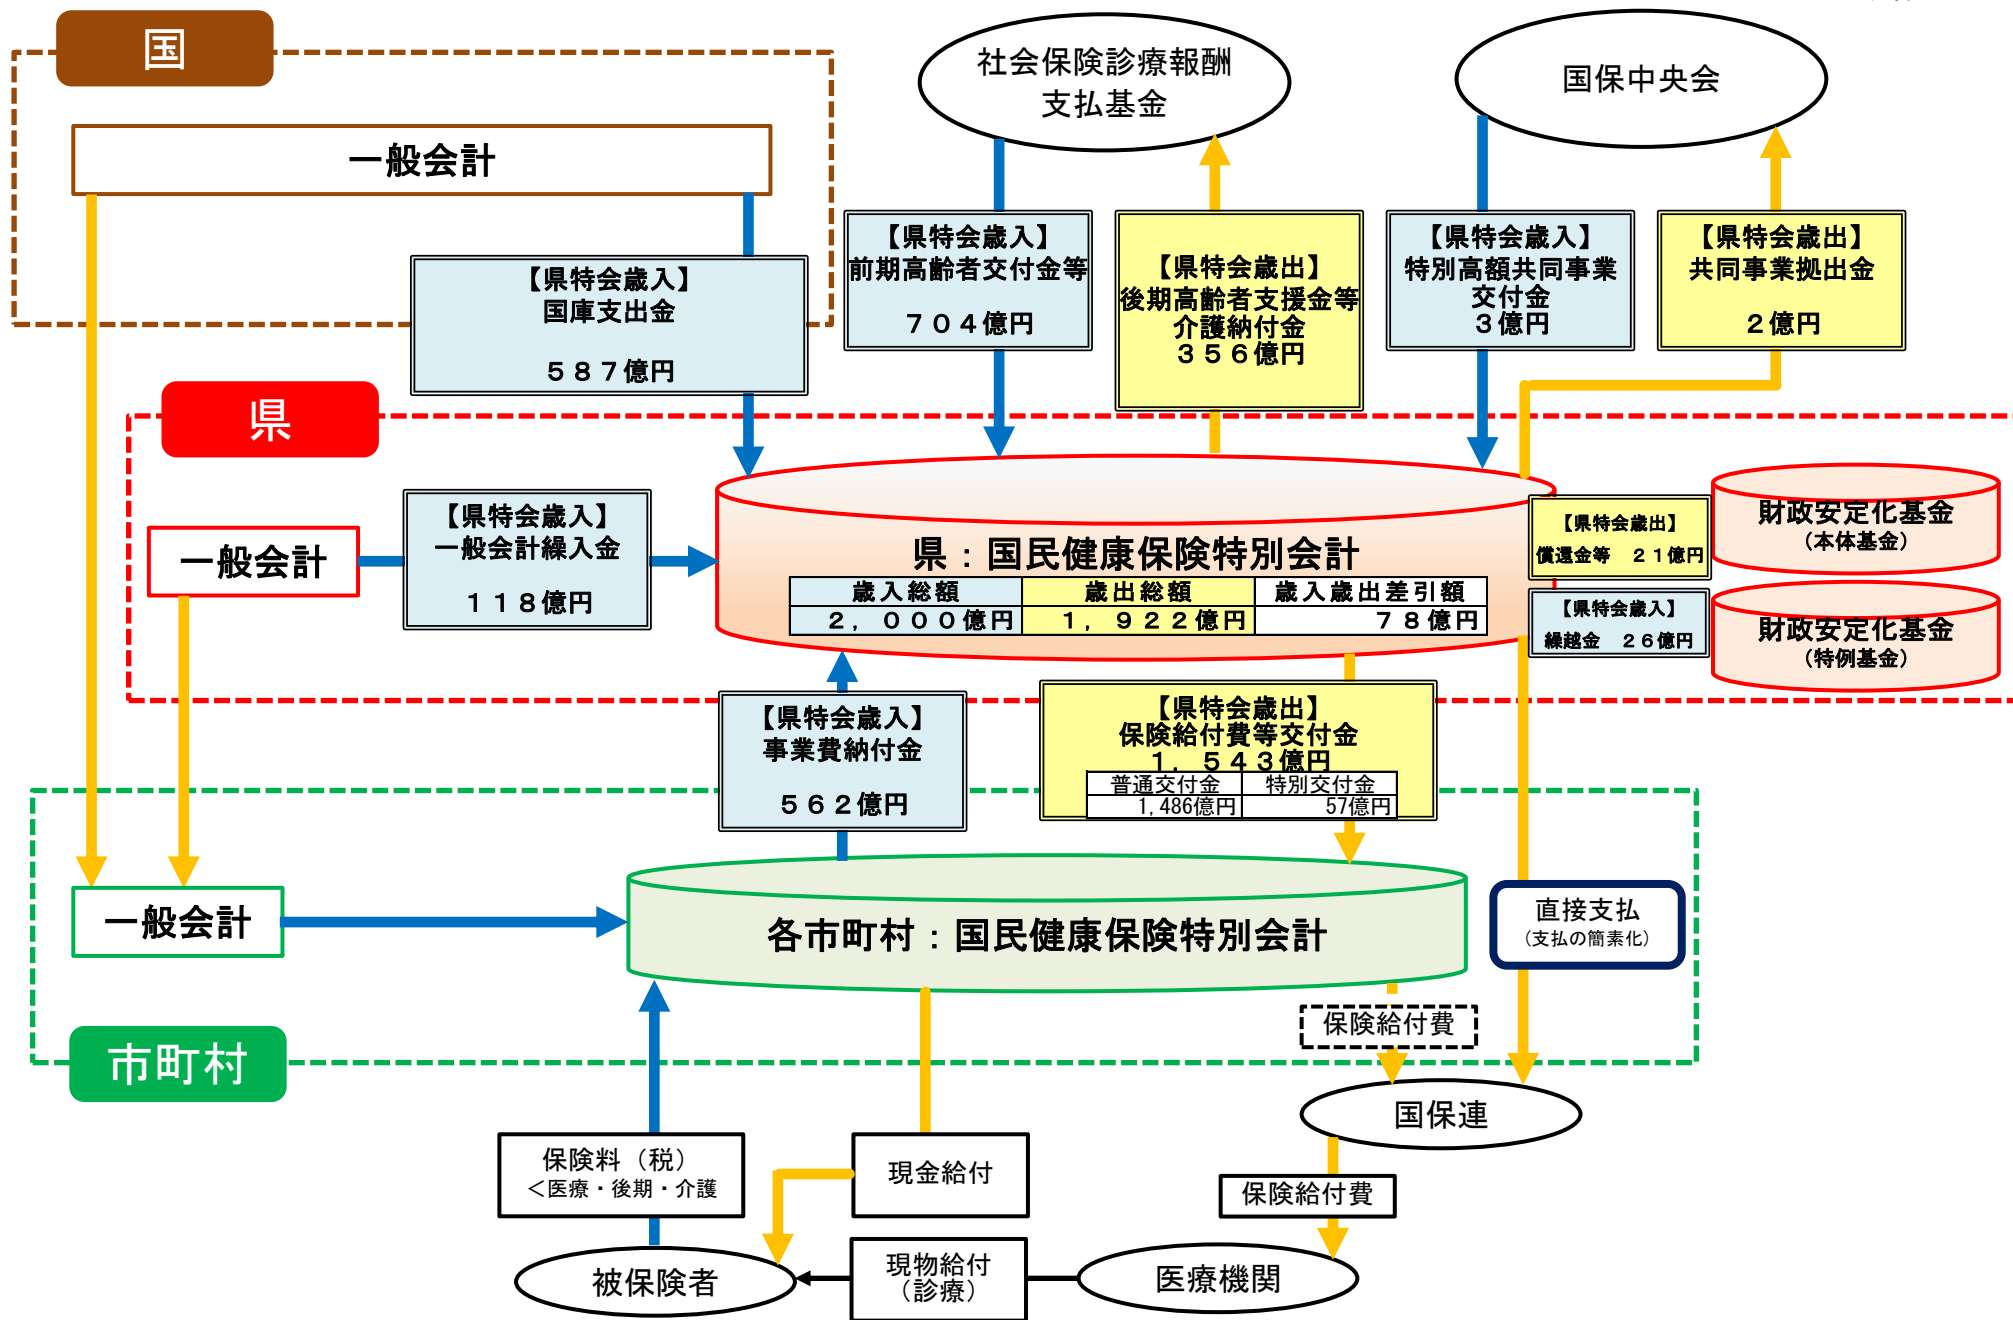 国
一般会計
【県特会歳入】
国庫支出金
５８７億円
社会保険診療報酬
支払基金
国保中央会
【県特会歳入】
前期高齢者交付金等
７０４億円
【県特会歳出】
後期高齢者支援金等
介護納付金
３５６億円
【県特会歳入】
特別高額共同事業
交付金
３億円
【県特会歳出】
共同事業拠出金
２億円
県
一般会計
【県特会歳入】
一般会計繰入金
１１８億円
県：国民健康保険特別会計
歳入総額 歳出総額 歳入歳出差引額
２，０００億円 １，９２２億円 ７８億円
【県特会歳出】
償還金等　２１億円
【県特会歳入】
繰越金　２６億円
財政安定化基金
（本体基金）
財政安定化基金
（特例基金）
【県特会歳入】
事業費納付金
５６２億円
【県特会歳出】
保険給付費等交付金
１，５４３億円
普通交付金 特別交付金
1,486億円 57億円
一般会計
各市町村：国民健康保険特別会計
直接支払
（支払の簡素化）
市町村
保険給付費
国保連
保険料（税）
＜医療・後期・介護
現金給付
保険給付費
被保険者
現物給付
（診療）
医療機関